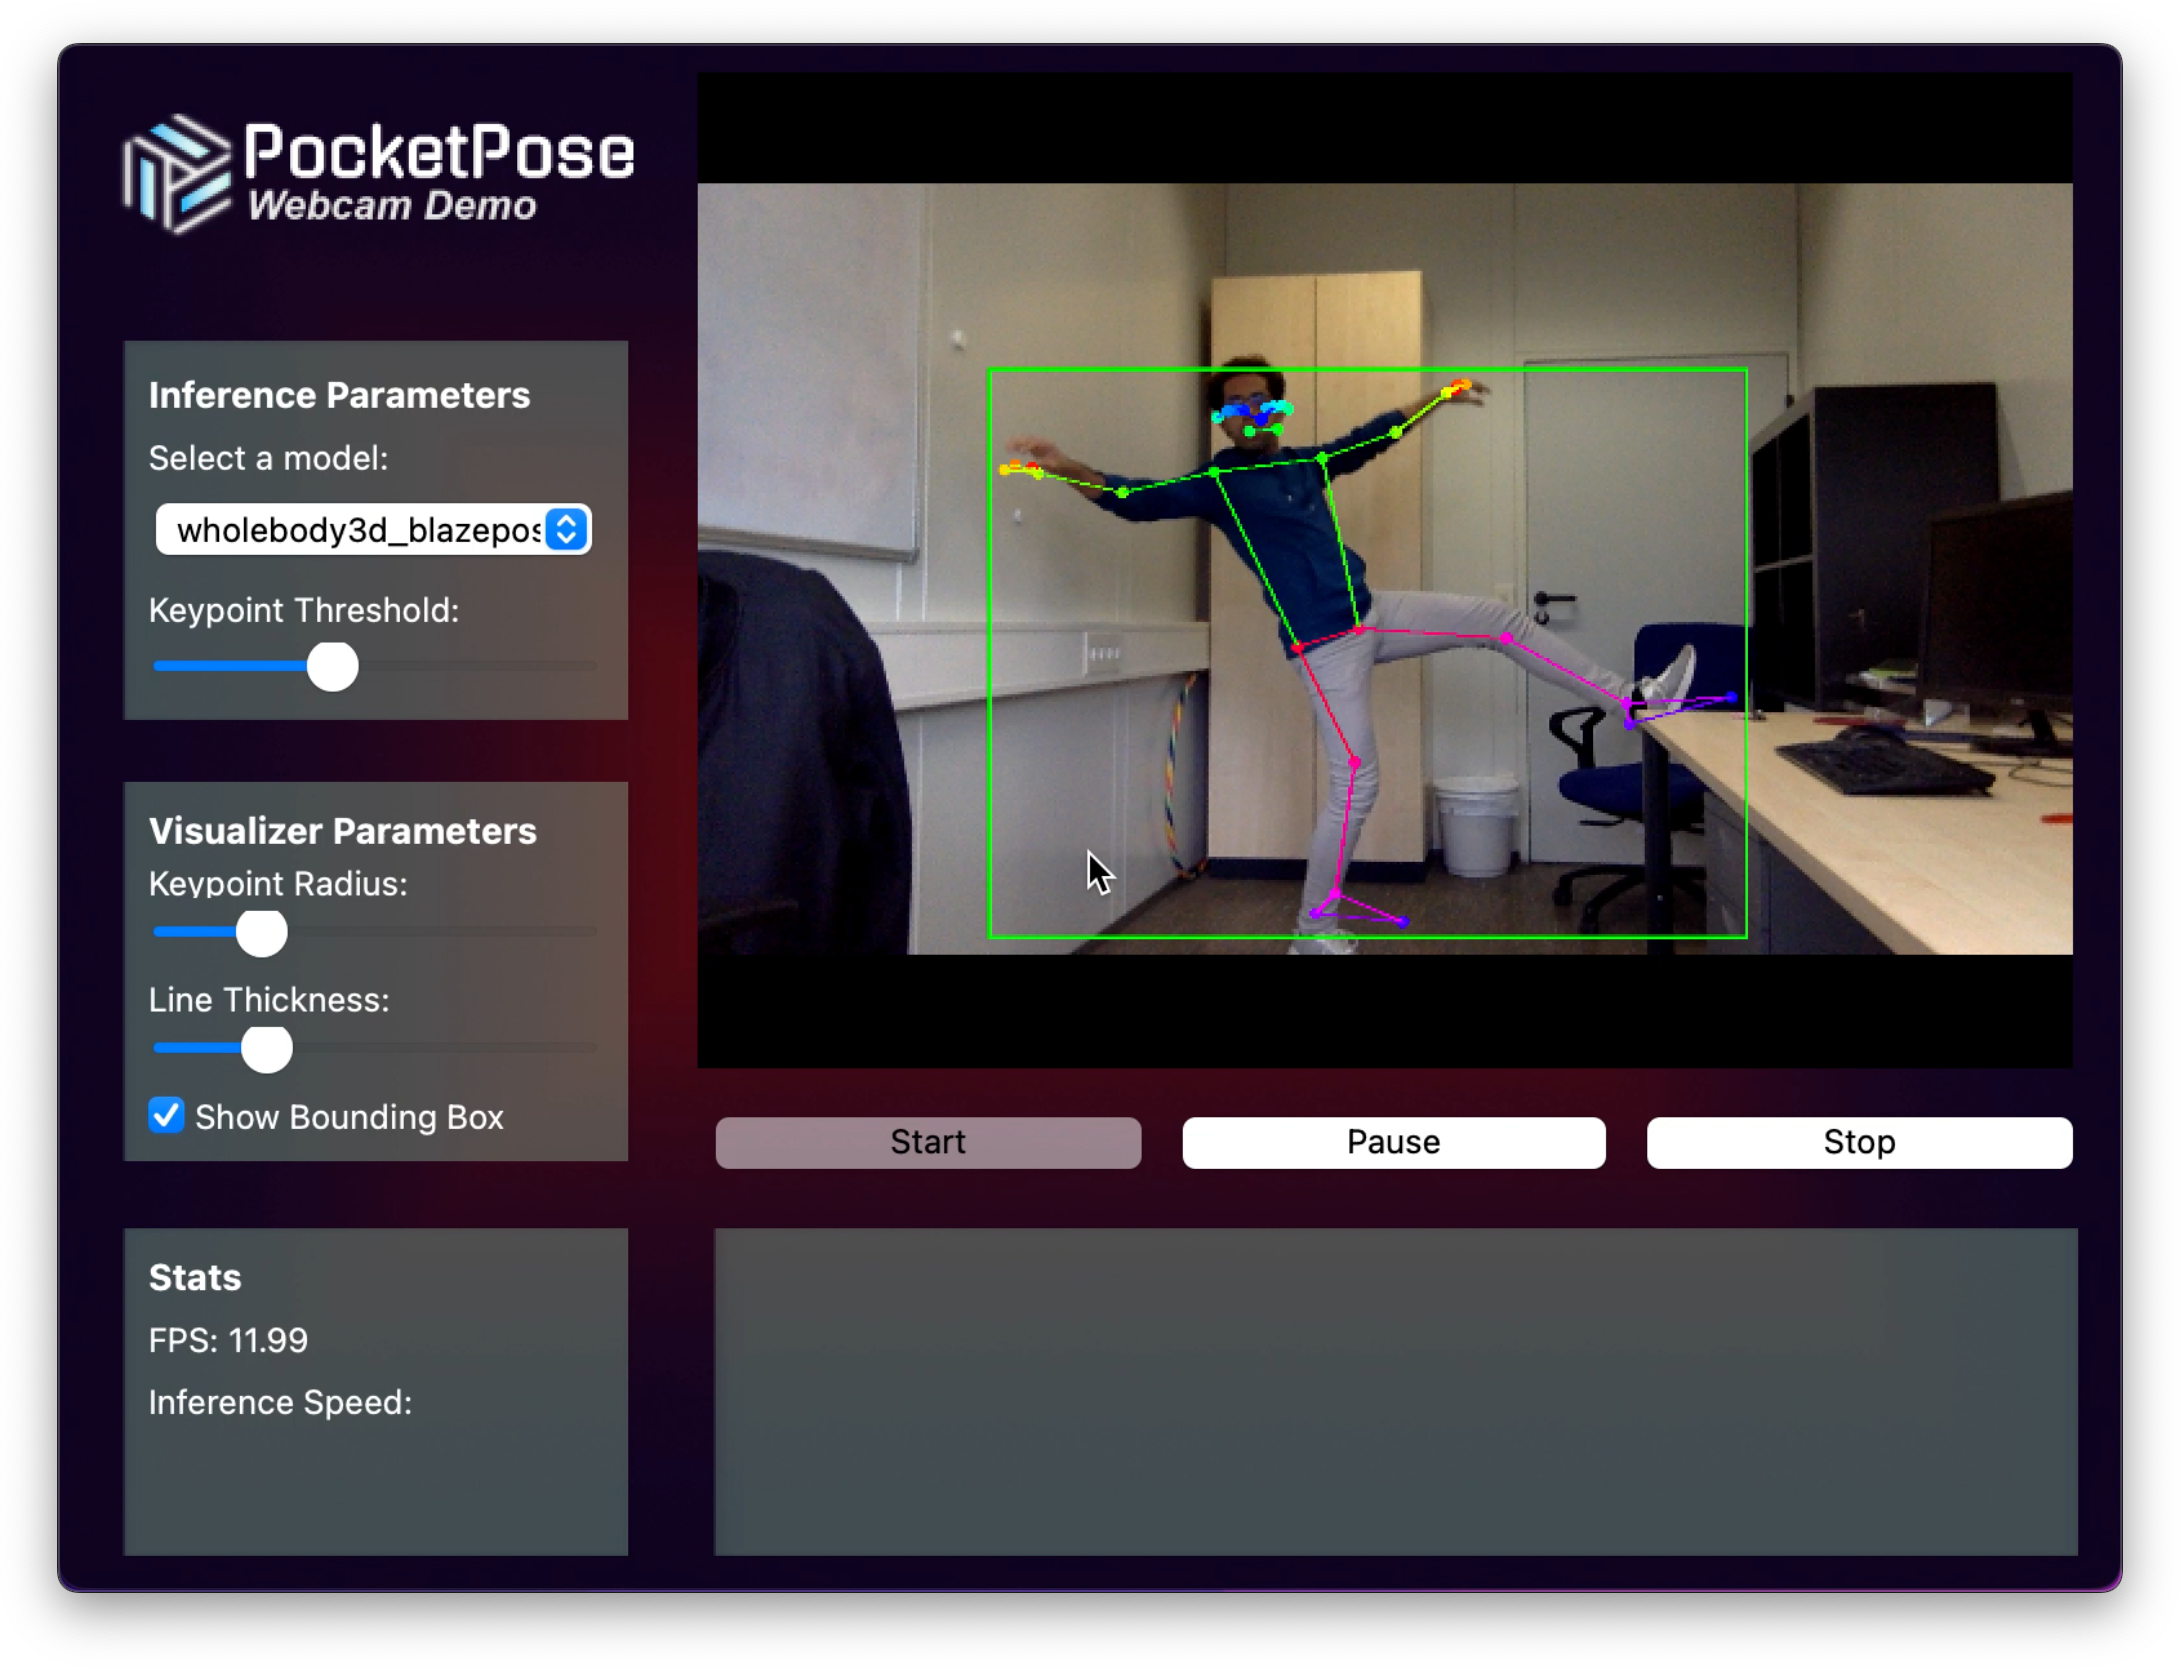 PocketPose
Webcam Demo
Inference Parameters
Select a model:
wholebody3d_blazepos
Keypoint Threshold:
Visualizer Parameters
Keypoint Radius:
Line Thickness:
Show Bounding Box
Start
Pause
Stop
Stats
FPS: 11.99
Inference Speed: